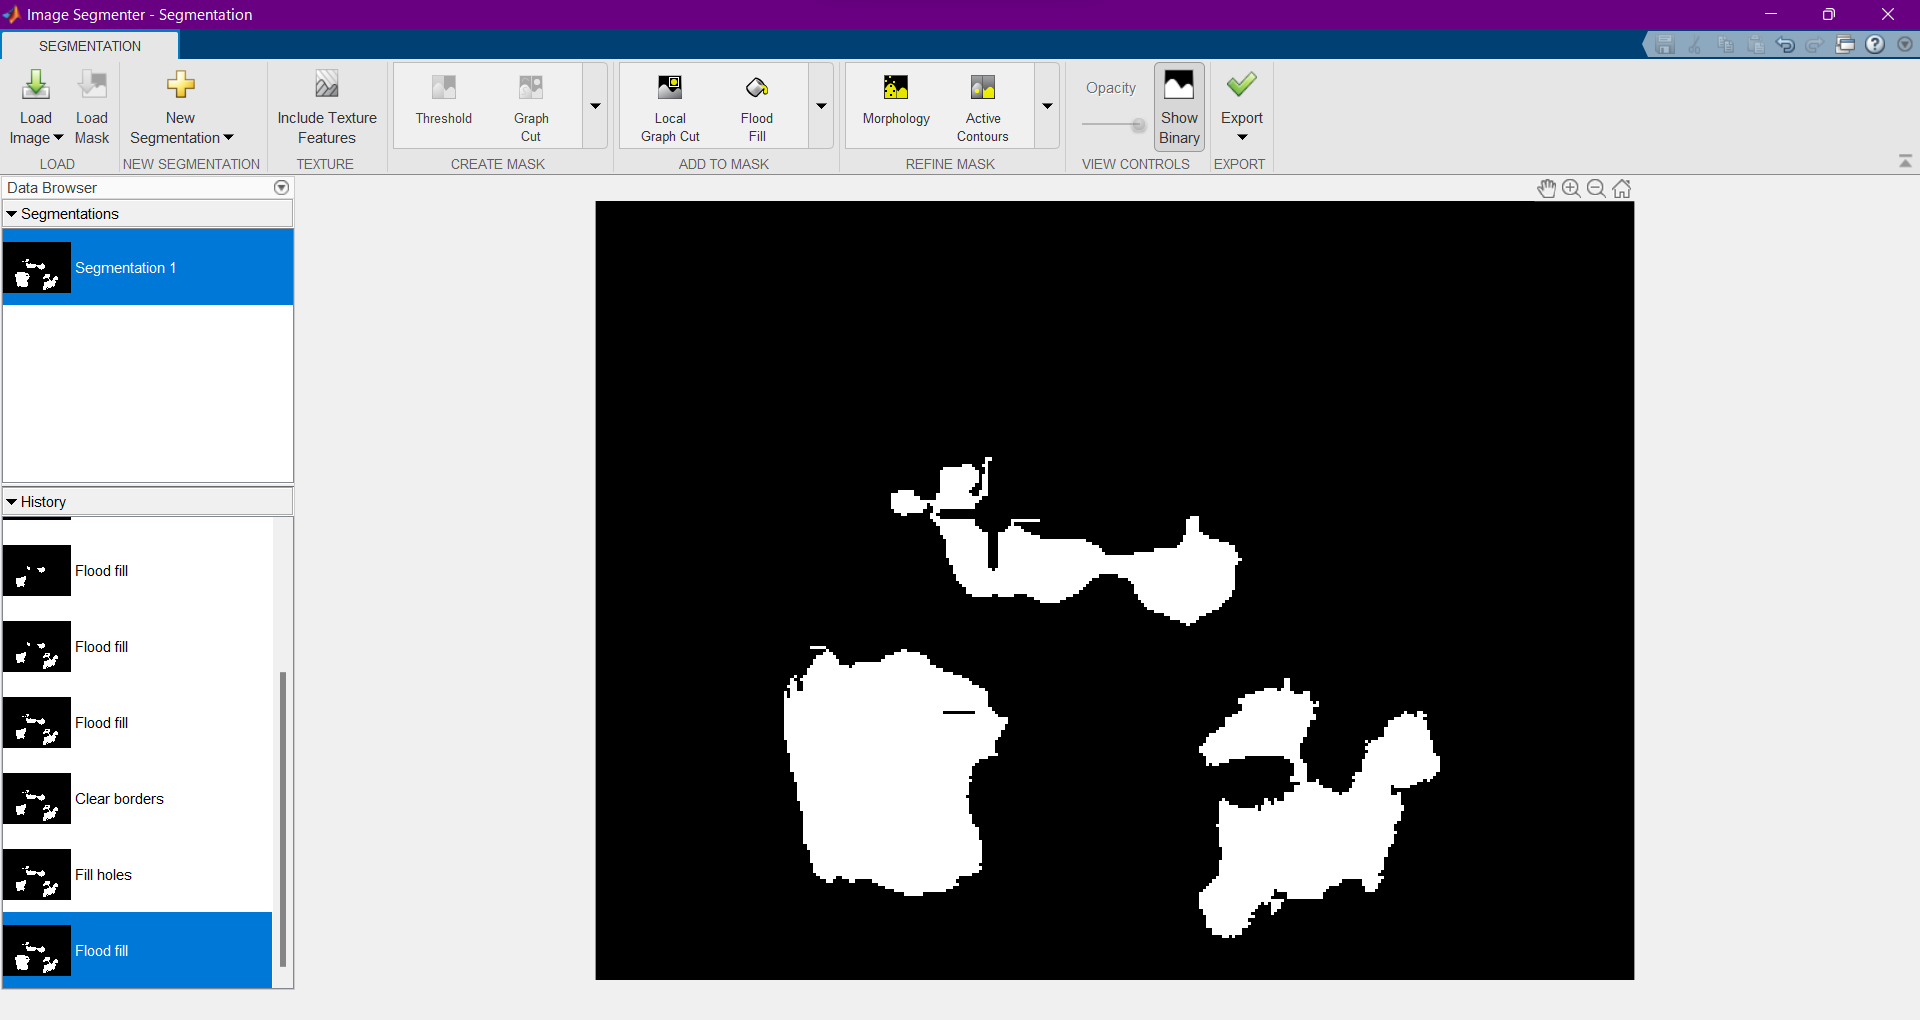 Image Segmenter - Segmentation
SEGMENTATION
Load
Image
Load
Mask
LOAD
New
Segmentation
NEW SEGMENTATION
Include Texture
Features
TEXTURE
Threshold
Graph
Cut
CREATE MASK
Local
Graph Cut
Flood
Fill
ADD TO MASK
Morphology
Active
Contours
REFINE MASK
Opacity
Show
Binary
VIEW CONTROLS
Export
EXPORT
Data Browser
Segmentations
Segmentation 1
History
Flood fill
Flood fill
Flood fill
Clear borders
Fill holes
Flood fill